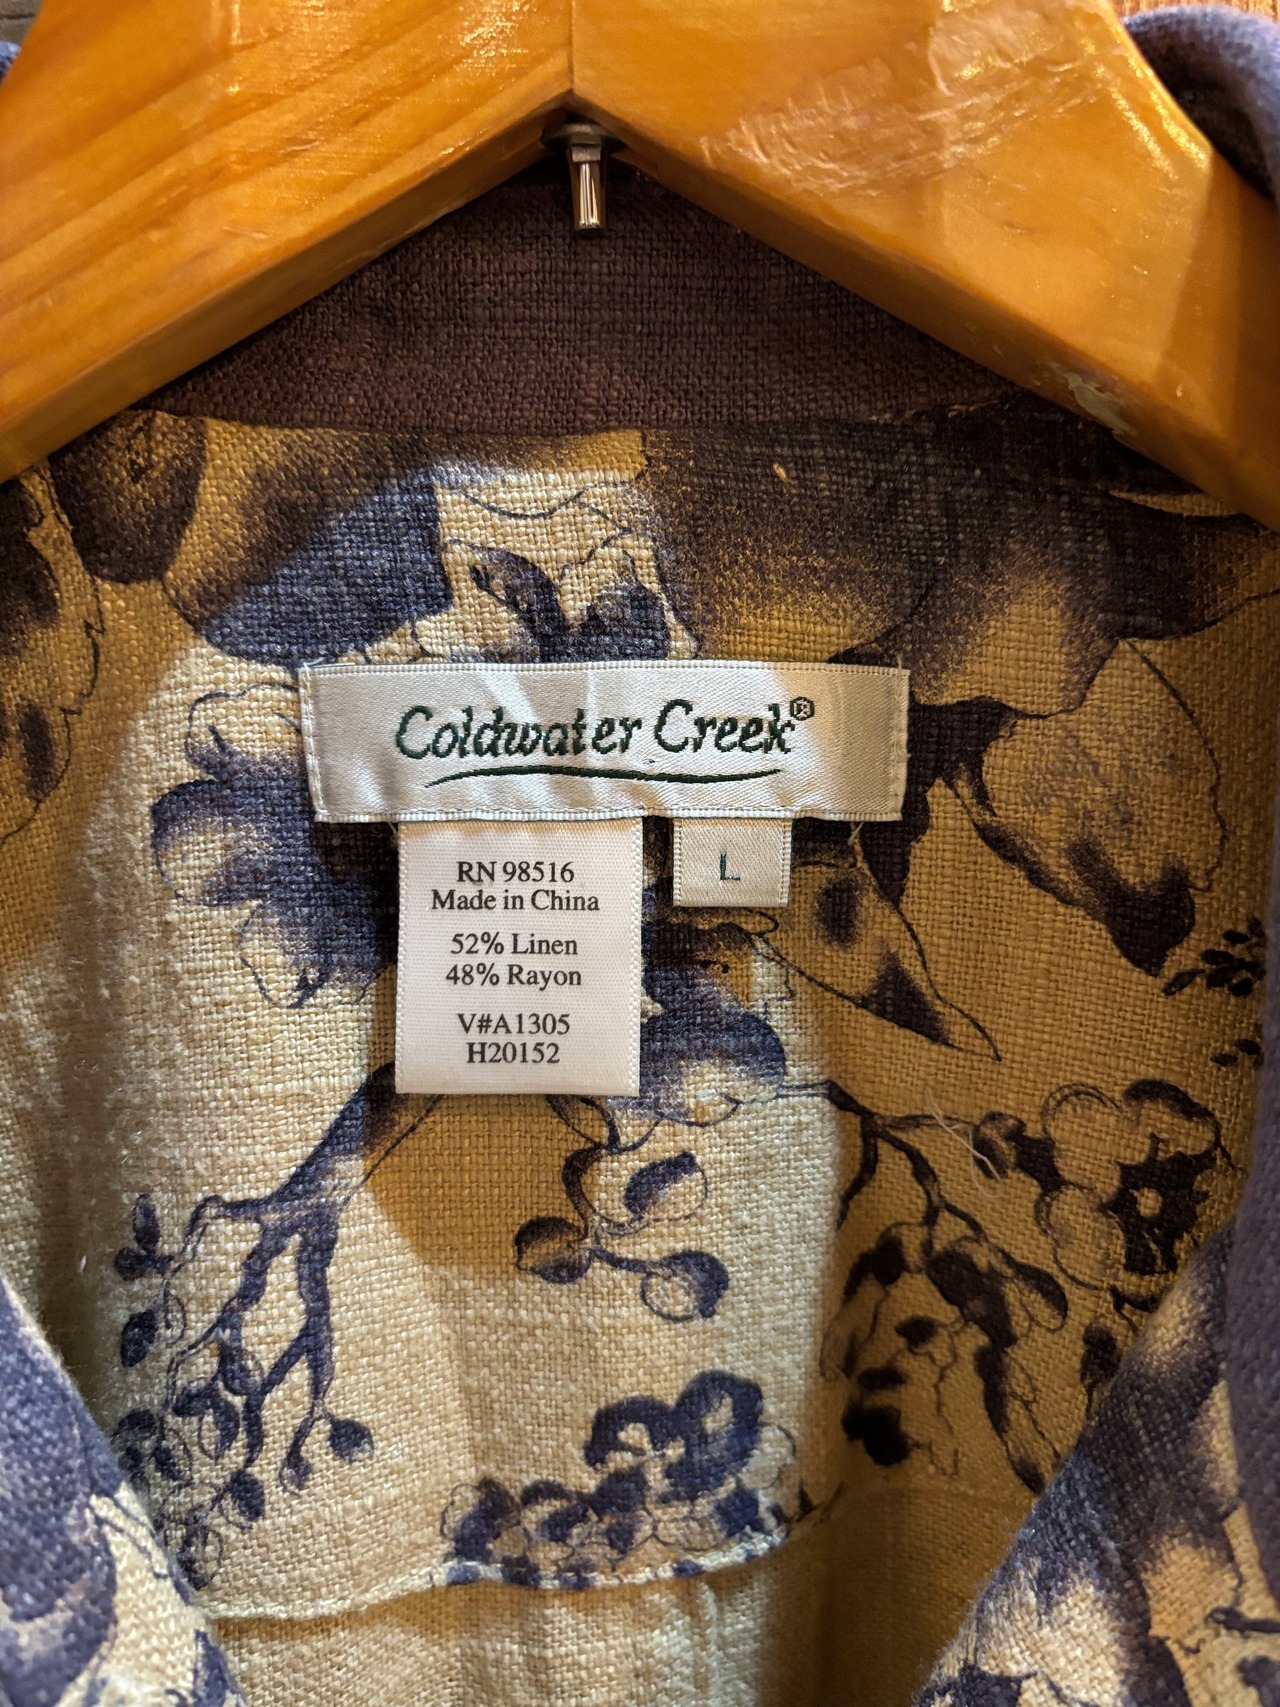 Coldwater Creek®
L
RN 98516
Made in China
52% Linen
48% Rayon
V#A1305
H20152